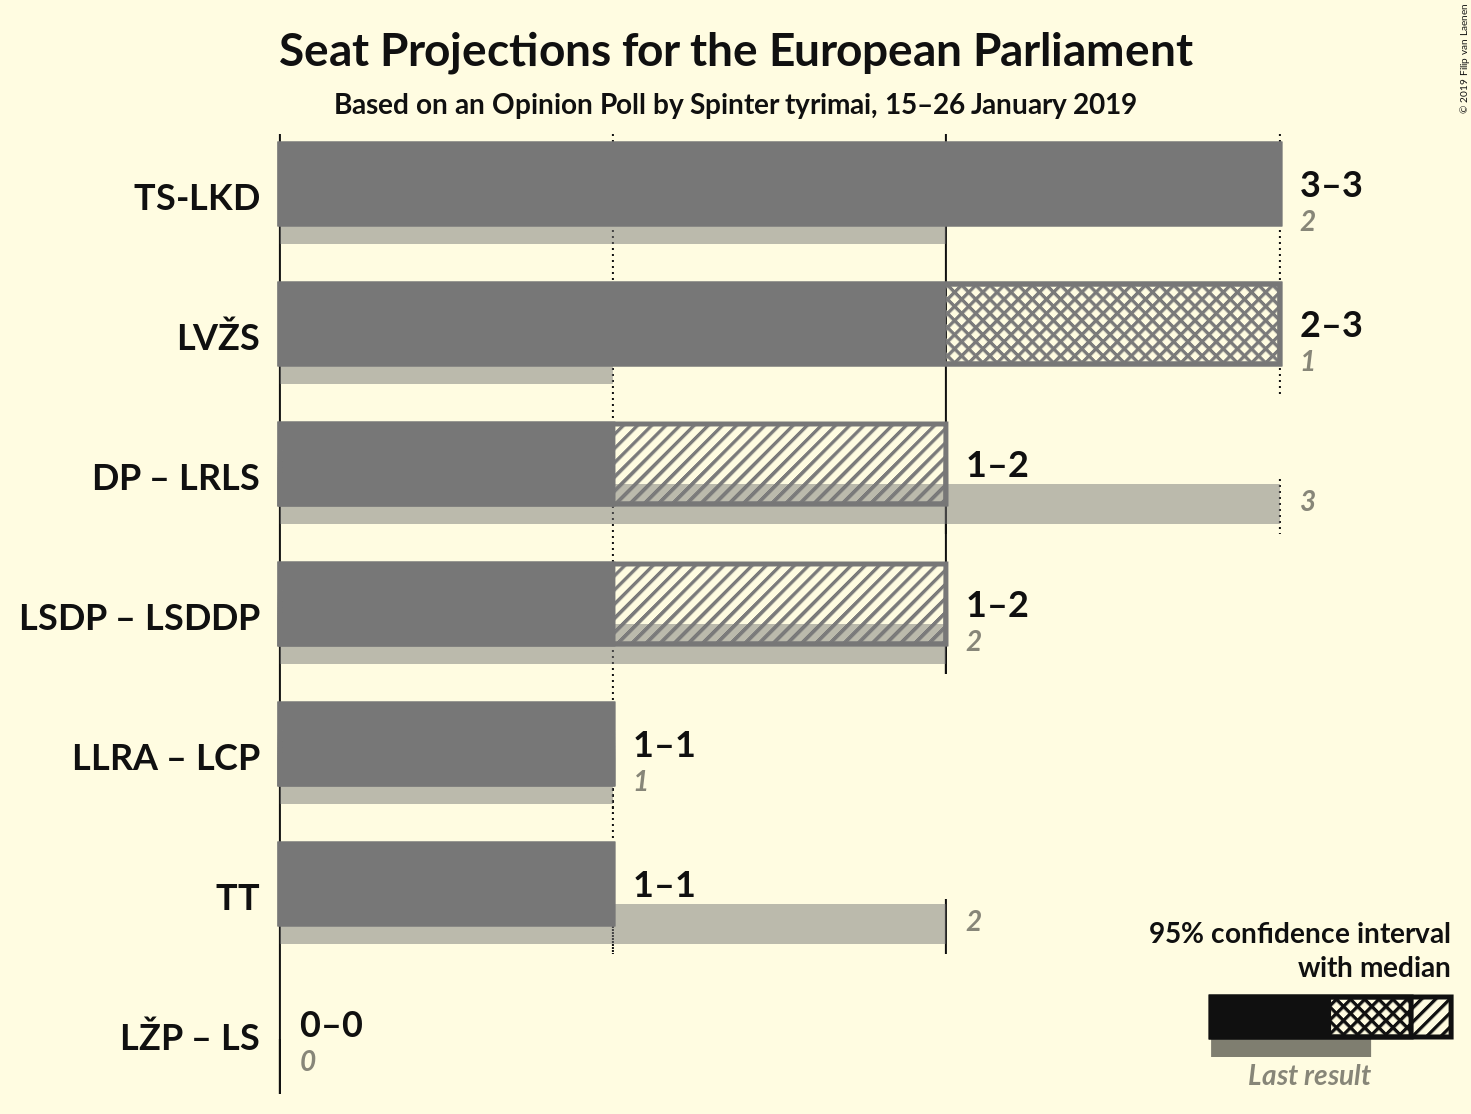 Seat Projections for the European Parliament
Based on an Opinion Poll by Spinter tyrimai, 15–26 January 2019
© 2019 Filip van Laenen
TS-LKD
3–3
2
LVŽS
2–3
1
DP – LRLS
1–2
3
LSDP – LSDDP
1–2
2
LLRA – LCP
1–1
1
TT
1–1
2
LŽP – LS
0–0
0
95% confidence interval
with median
Last result